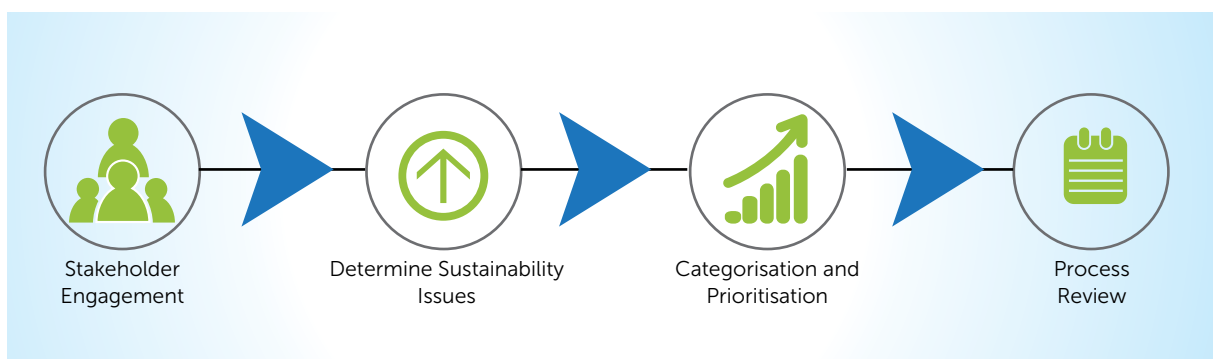 Stakeholder
Engagement
Determine Sustainability
Issues
Categorisation and
Prioritisation
Process
Review